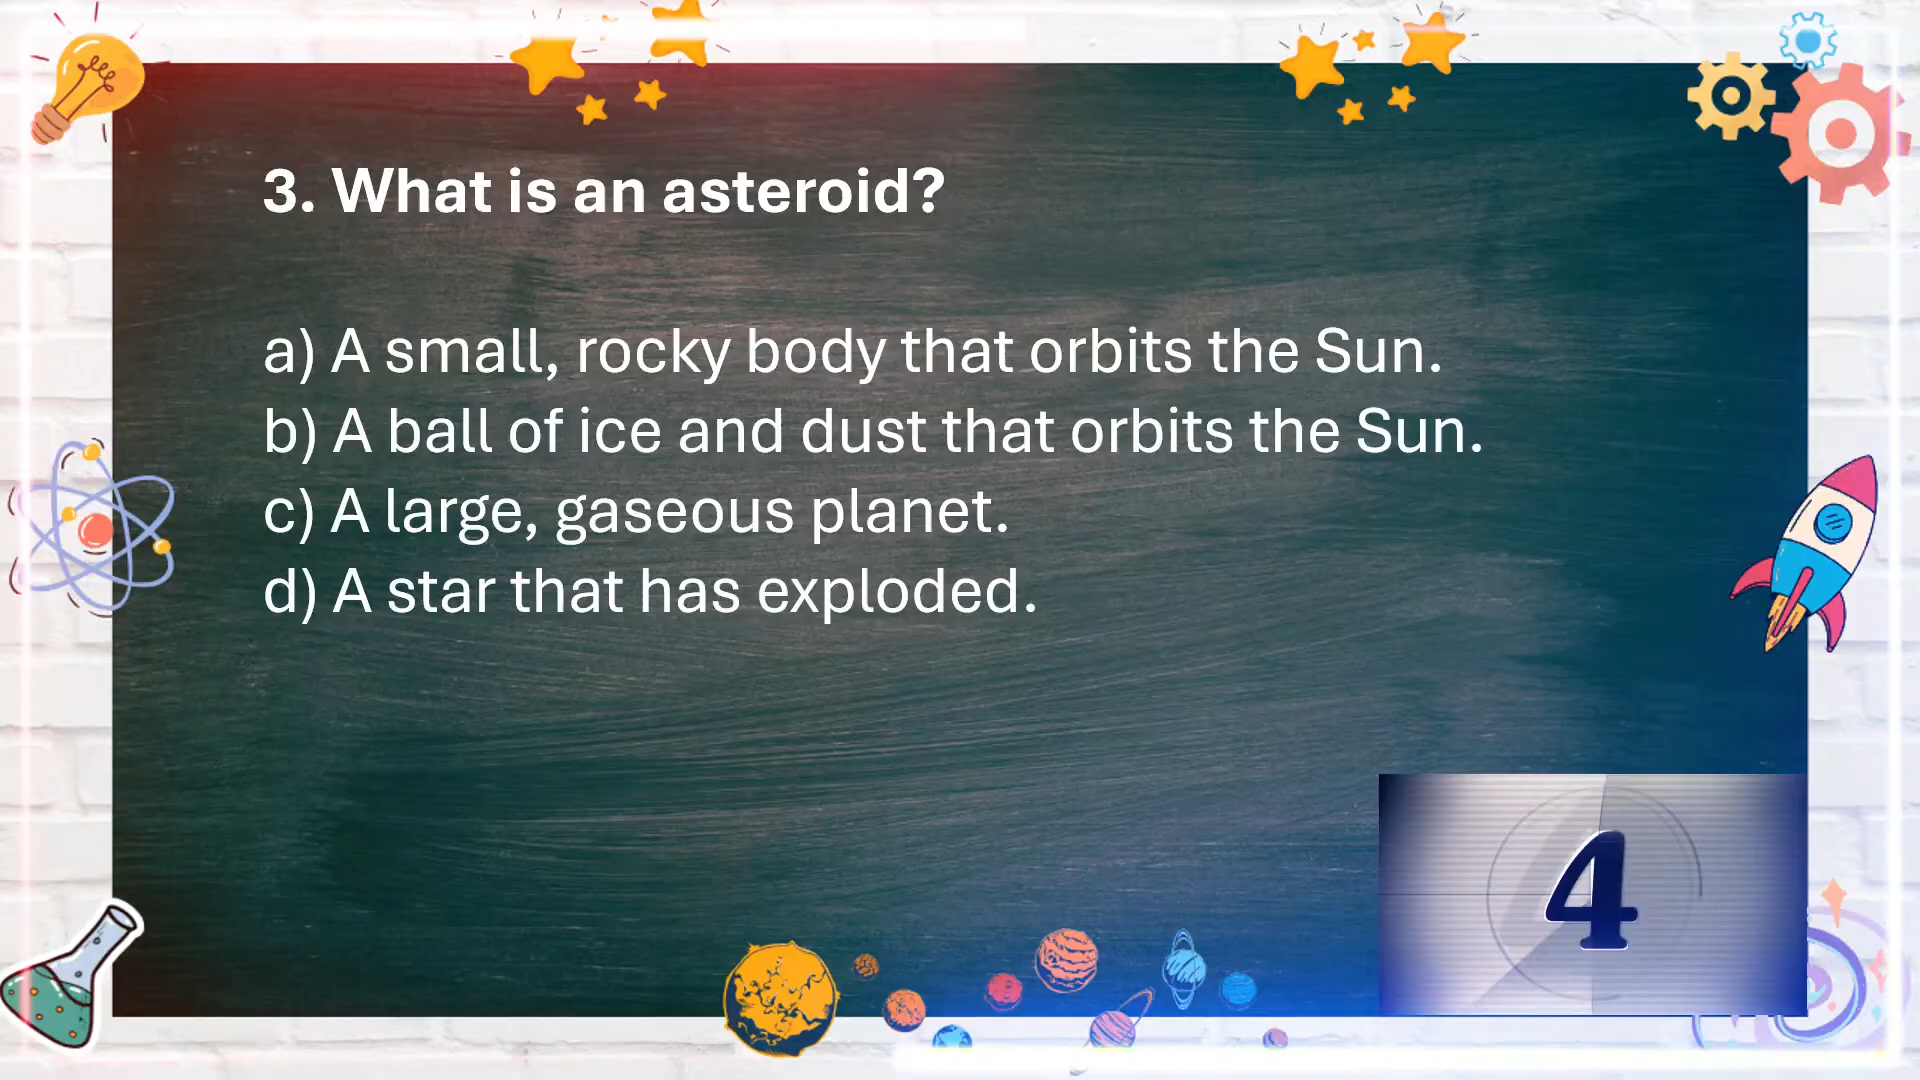 3. What is an asteroid?
a) A small, rocky body that orbits the Sun.
b) A ball of ice and dust that orbits the Sun.
c) A large, gaseous planet.
d) A star that has exploded.
4